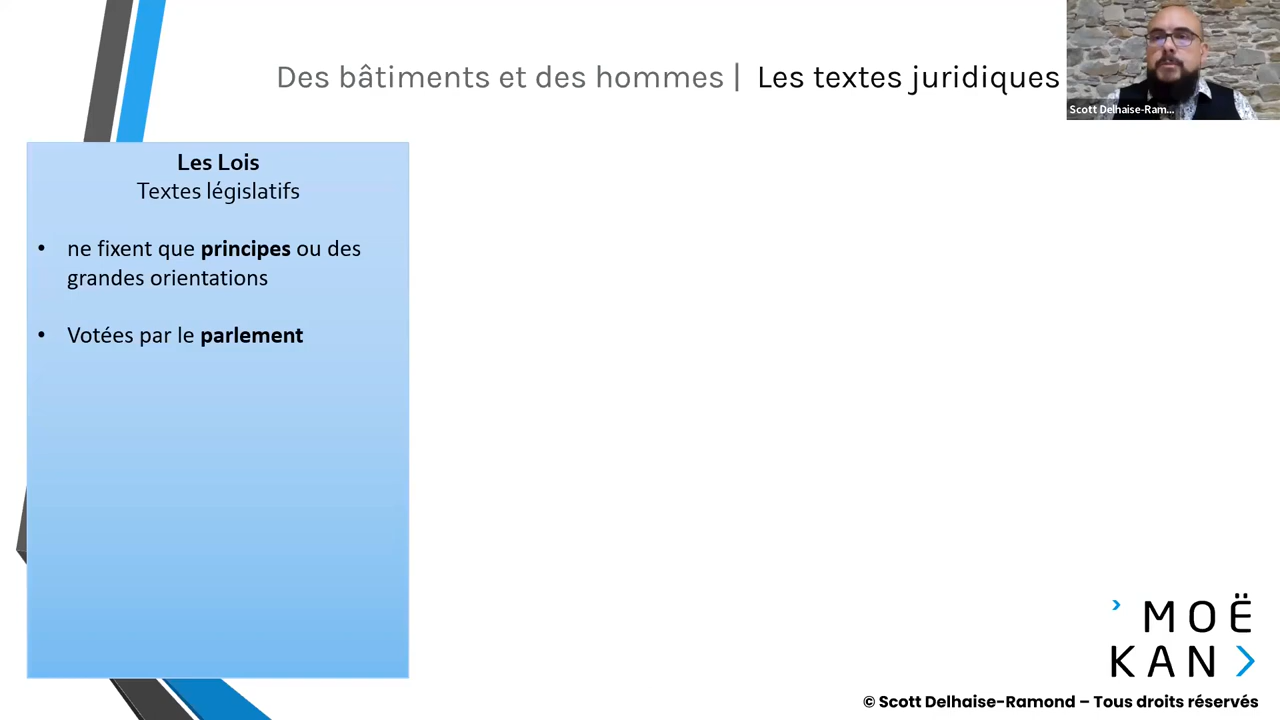 Des bâtiments et des hommes | Les textes juridiques
Scott Delhaise-Ram...
Les Lois
Textes législatifs
• ne fixent que principes ou des
grandes orientations
• Votées par le parlement
MOË
KAN
© Scott Delhaise-Ramond – Tous droits réservés